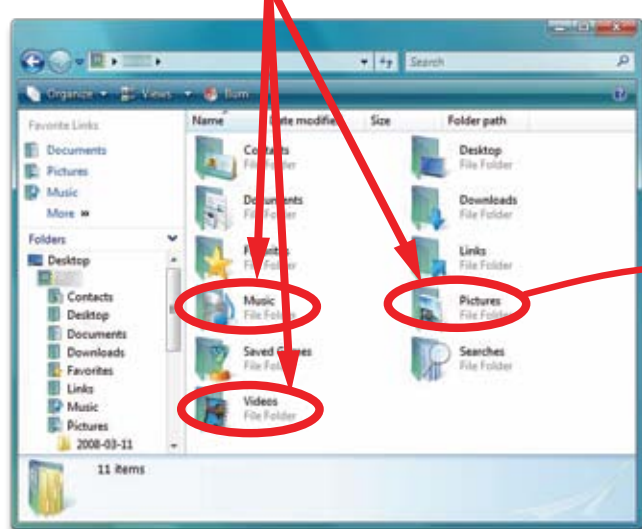 Search
Organize Views Burn
Favorite Links
Documents
Pictures
Music
More »
Folders
Desktop
Contacts
Desktop
Documents
Downloads
Favorites
Links
Music
Pictures
2008-03-11
Name Date modified Size Folder path
Contacts
File Folder
Desktop
File Folder
Documents
File Folder
Downloads
File Folder
Favorites
File Folder
Links
File Folder
Music
File Folder
Pictures
File Folder
Saved Games
File Folder
Searches
File Folder
Videos
File Folder
11 items